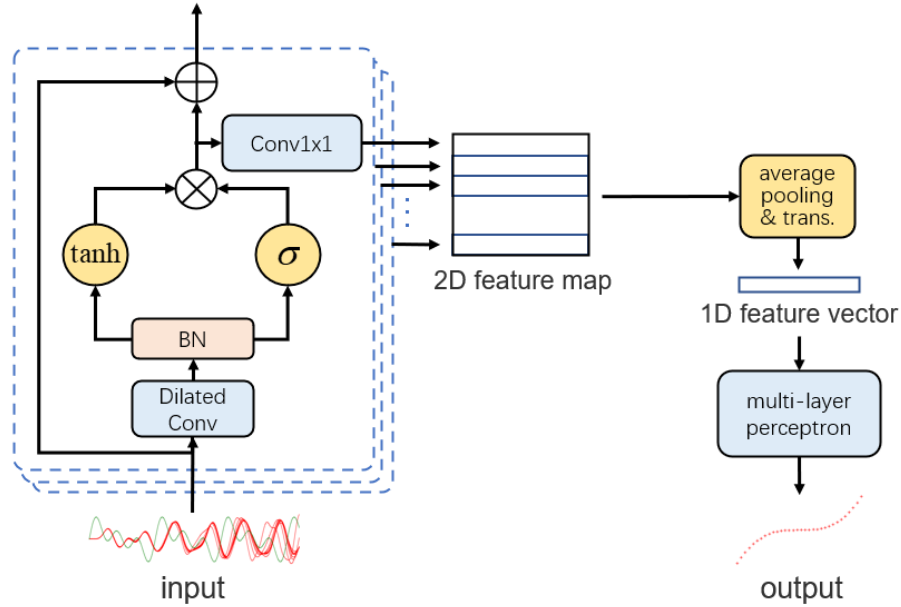 Conv1x1
tanh
σ
BN
Dilated
Conv
input
2D feature map
average
pooling
& trans.
1D feature vector
multi-layer
perceptron
output